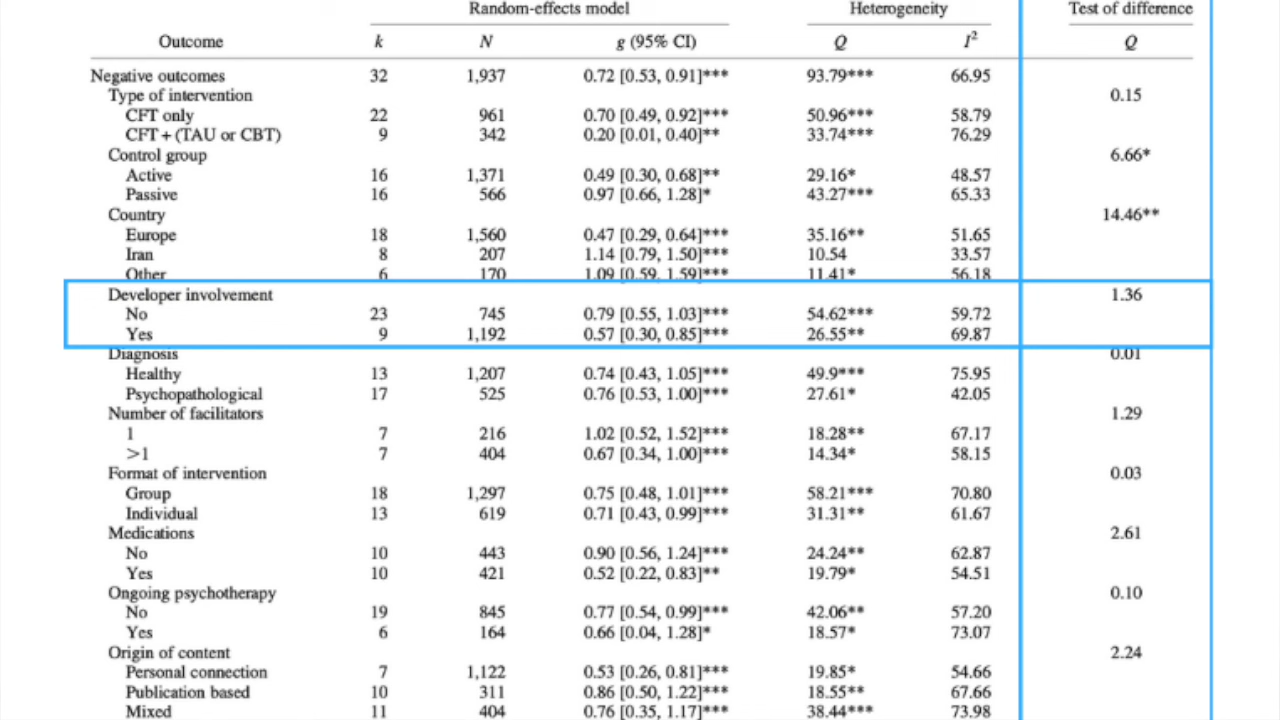 Random-effects model Heterogeneity Test of difference
Outcome k N g (95% CI) Q I² Q
Negative outcomes 32 1,937 0.72 [0.53, 0.91]*** 93.79*** 66.95
Type of intervention 0.15
CFT only 22 961 0.70 [0.49, 0.92]*** 50.96*** 58.79
CFT + (TAU or CBT) 9 342 0.20 [0.01, 0.40]** 33.74*** 76.29
Control group 6.66*
Active 16 1,371 0.49 [0.30, 0.68]** 29.16* 48.57
Passive 16 566 0.97 [0.66, 1.28]* 43.27*** 65.33
Country 14.46**
Europe 18 1,560 0.47 [0.29, 0.64]*** 35.16** 51.65
Iran 8 207 1.14 [0.79, 1.50]*** 10.54 33.57
Other 6 170 1.09 [0.59, 1.59]*** 11.41* 56.18
Developer involvement 1.36
No 23 745 0.79 [0.55, 1.03]*** 54.62*** 59.72
Yes 9 1,192 0.57 [0.30, 0.85]*** 26.55** 69.87
Diagnosis 0.01
Healthy 13 1,207 0.74 [0.43, 1.05]*** 49.9*** 75.95
Psychopathological 17 525 0.76 [0.53, 1.00]*** 27.61* 42.05
Number of facilitators 1.29
1 7 216 1.02 [0.52, 1.52]*** 18.28** 67.17
>1 7 404 0.67 [0.34, 1.00]*** 14.34* 58.15
Format of intervention 0.03
Group 18 1,297 0.75 [0.48, 1.01]*** 58.21*** 70.80
Individual 13 619 0.71 [0.43, 0.99]*** 31.31** 61.67
Medications 2.61
No 10 443 0.90 [0.56, 1.24]*** 24.24** 62.87
Yes 10 421 0.52 [0.22, 0.83]** 19.79* 54.51
Ongoing psychotherapy 0.10
No 19 845 0.77 [0.54, 0.99]*** 42.06** 57.20
Yes 6 164 0.66 [0.04, 1.28]* 18.57* 73.07
Origin of content 2.24
Personal connection 7 1,122 0.53 [0.26, 0.81]*** 19.85* 54.66
Publication based 10 311 0.86 [0.50, 1.22]*** 18.55** 67.66
Mixed 11 404 0.76 [0.35, 1.17]*** 38.44*** 73.98